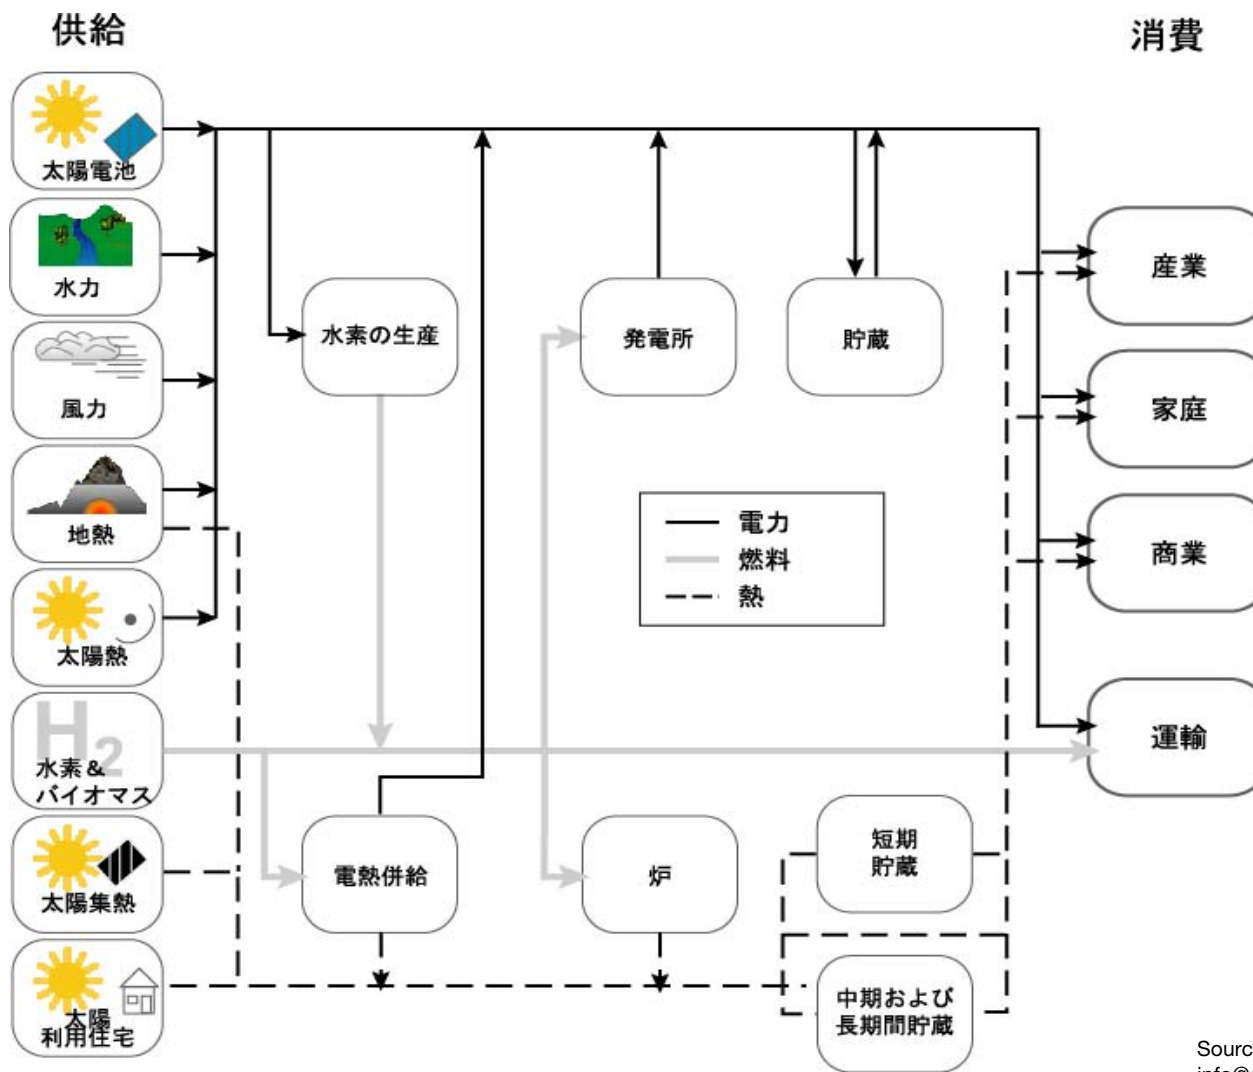 供給
消費
太陽電池
水力
風力
地熱
太陽熱
H2
水素&
バイオマス
太陽集熱
太陽
利用住宅
水素の生産
発電所
貯蔵
電力
燃料
熱
電熱併給
炉
短期
貯蔵
中期および
長期間貯蔵
産業
家庭
商業
運輸
Sourc